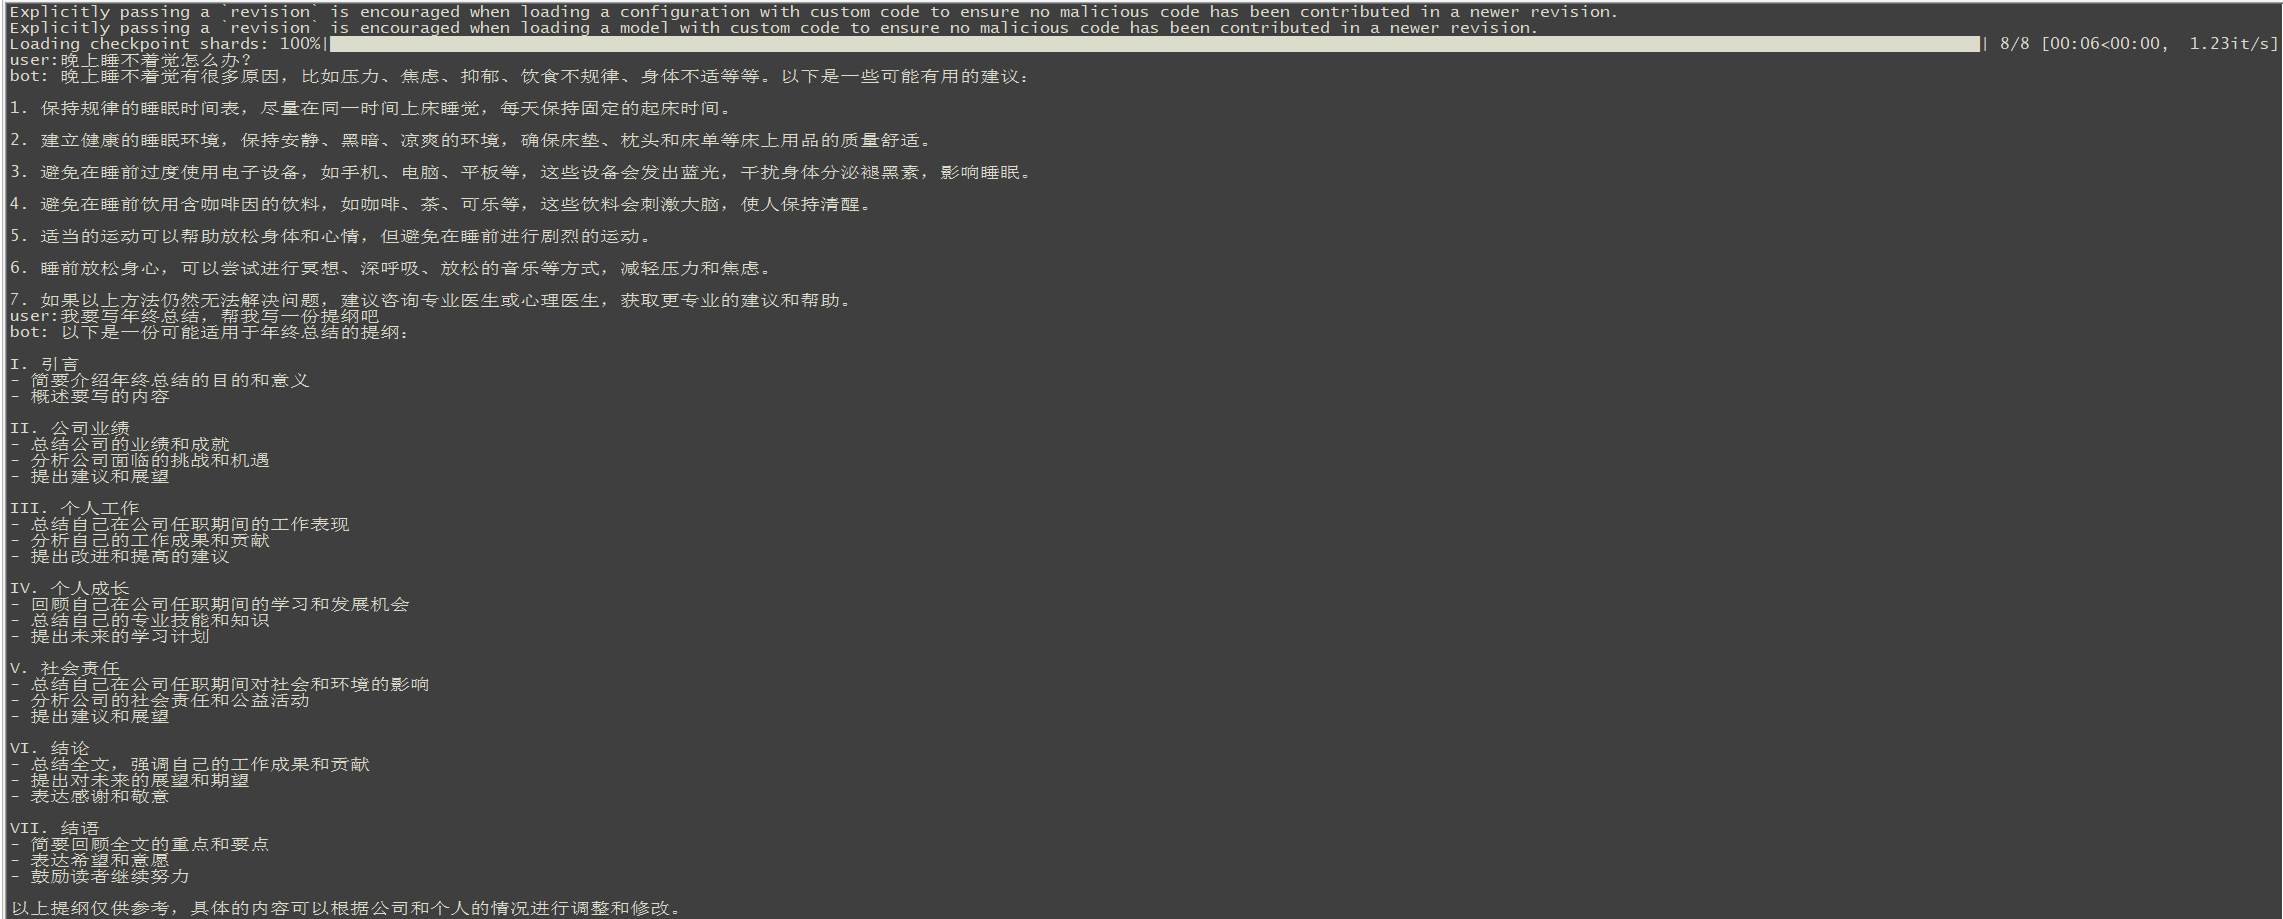 Explicitly passing a `revision` is encouraged when loading a configuration with custom code to ensure no malicious code has been contributed in a newer revision.
Explicitly passing a `revision` is encouraged when loading a model with custom code to ensure no malicious code has been contributed in a newer revision.
Loading checkpoint shards: 100%| | 8/8 [00:06<00:00,  1.23it/s]
user:晚上睡不着觉怎么办?
bot: 晚上睡不着觉有很多原因，比如压力、焦虑、抑郁、饮食不规律、身体不适等等。以下是一些可能有用的建议：
1. 保持规律的睡眠时间表，尽量在同一时间上床睡觉，每天保持固定的起床时间。
2. 建立健康的睡眠环境，保持安静、黑暗、凉爽的环境，确保床垫、枕头和床单等床上用品的质量舒适。
3. 避免在睡前过度使用电子设备，如手机、电脑、平板等，这些设备会发出蓝光，干扰身体分泌褪黑素，影响睡眠。
4. 避免在睡前饮用含咖啡因的饮料，如咖啡、茶、可乐等，这些饮料会刺激大脑，使人保持清醒。
5. 适当的运动可以帮助放松身体和心情，但避免在睡前进行剧烈的运动。
6. 睡前放松身心，可以尝试进行冥想、深呼吸、放松的音乐等方式，减轻压力和焦虑。
7. 如果以上方法仍然无法解决问题，建议咨询专业医生或心理医生，获取更专业的建议和帮助。
user:我要写年终总结，帮我写一份提纲吧
bot: 以下是一份可能适用于年终总结的提纲：
I. 引言
- 简要介绍年终总结的目的和意义
- 概述要写的内容
II. 公司业绩
- 总结公司的业绩和成就
- 分析公司面临的挑战和机遇
- 提出建议和展望
III. 个人工作
- 总结自己在公司任职期间的工作表现
- 分析自己的工作成果和贡献
- 提出改进和提高的建议
IV. 个人成长
- 回顾自己在公司任职期间的学习和发展机会
- 总结自己的专业技能和知识
- 提出未来的学习计划
V. 社会责任
- 总结自己在公司任职期间对社会和环境的影响
- 分析公司的社会责任和公益活动
- 提出建议和展望
VI. 结论
- 总结全文，强调自己的工作成果和贡献
- 提出对未来的展望和期望
- 表达感谢和敬意
VII. 结语
- 简要回顾全文的重点和要点
- 表达希望和意愿
- 鼓励读者继续努力
以上提纲仅供参考，具体的内容可以根据公司和个人的情况进行调整和修改。